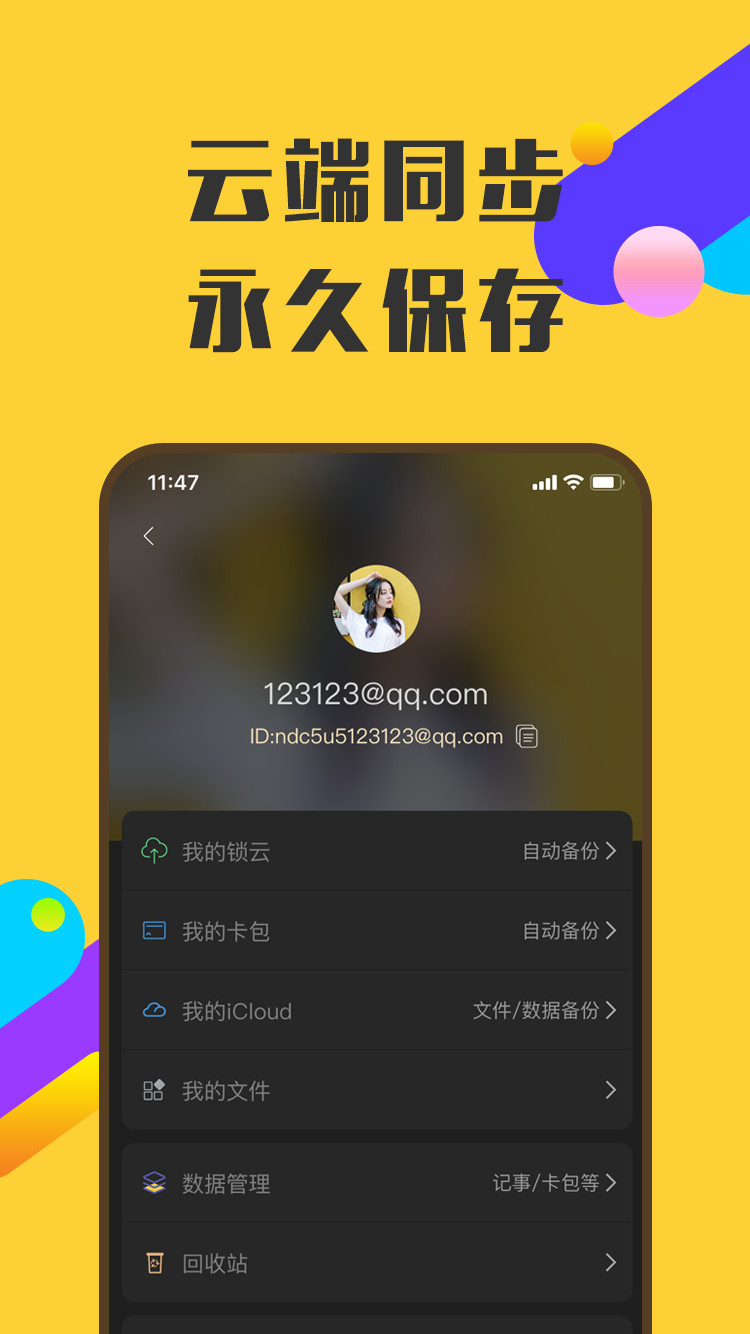 云端同步
永久保存
11:47
123123@qq.com
ID:ndc5u5123123@qq.com
我的锁云 自动备份
我的卡包 自动备份
我的iCloud 文件/数据备份
我的文件
数据管理 记事/卡包等
回收站